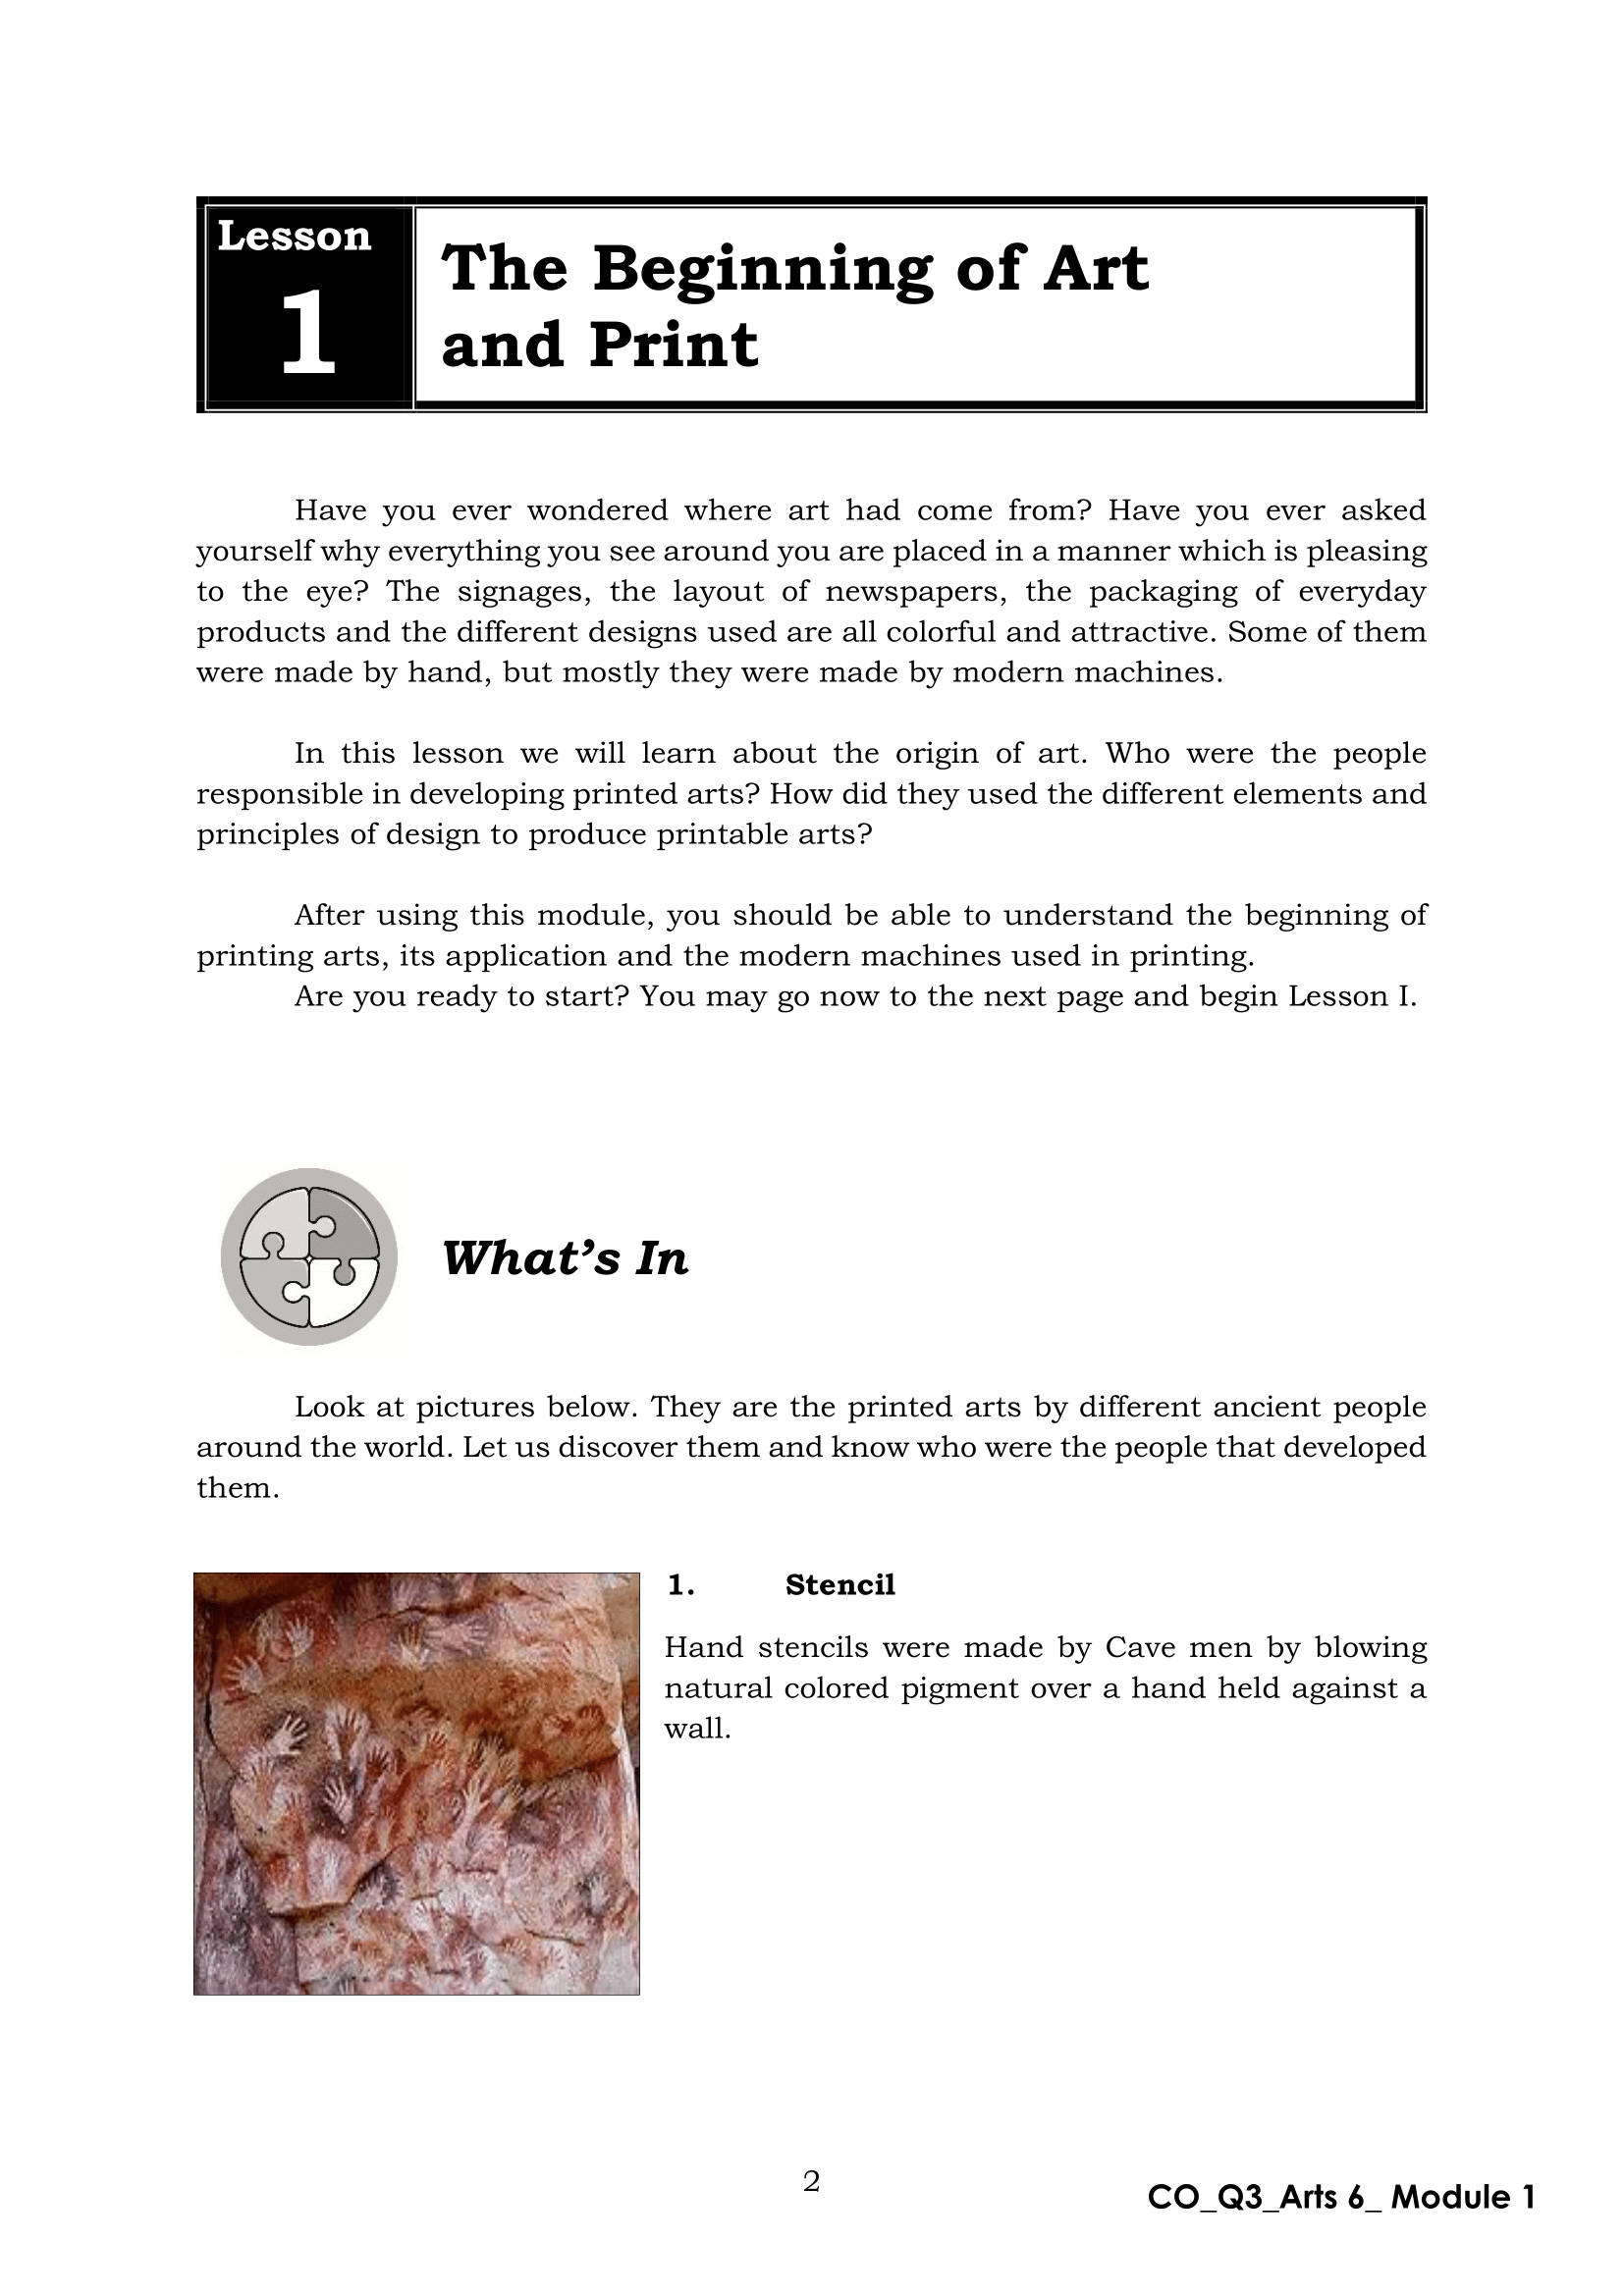 Lesson
1
The Beginning of Art
and Print
Have you ever wondered where art had come from? Have you ever asked
yourself why everything you see around you are placed in a manner which is pleasing
to the eye? The signages, the layout of newspapers, the packaging of everyday
products and the different designs used are all colorful and attractive. Some of them
were made by hand, but mostly they were made by modern machines.
In this lesson we will learn about the origin of art. Who were the people
responsible in developing printed arts? How did they used the different elements and
principles of design to produce printable arts?
After using this module, you should be able to understand the beginning of
printing arts, its application and the modern machines used in printing.
Are you ready to start? You may go now to the next page and begin Lesson I.
What’s In
Look at pictures below. They are the printed arts by different ancient people
around the world. Let us discover them and know who were the people that developed
them.
1. Stencil
Hand stencils were made by Cave men by blowing
natural colored pigment over a hand held against a
wall.
2
CO_Q3_Arts 6_ Module 1